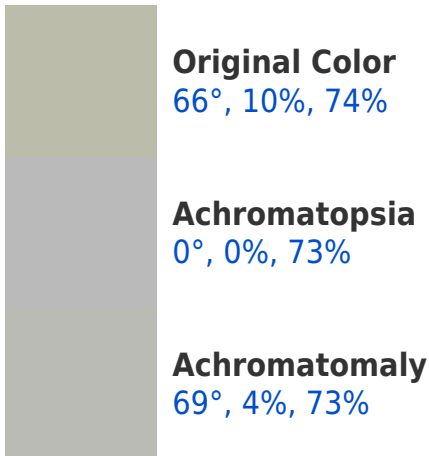 Original Color
66°, 10%, 74%
Achromatopsia
0°, 0%, 73%
Achromatomaly
69°, 4%, 73%